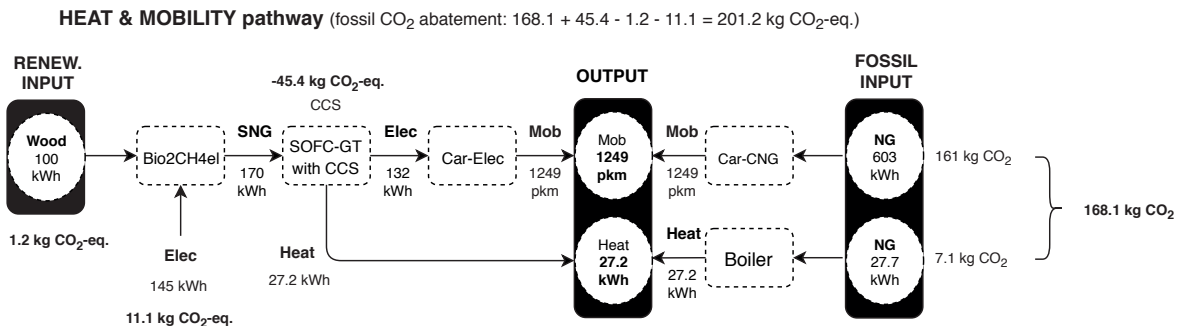 HEAT & MOBILITY pathway (fossil CO₂ abatement: 168.1 + 45.4 - 1.2 - 11.1 = 201.2 kg CO₂-eq.)
RENEW.
INPUT
Wood
100
kWh
1.2 kg CO₂-eq.
Bio2CH4el
Elec
145 kWh
11.1 kg CO₂-eq.
SNG
170
kWh
-45.4 kg CO₂-eq.
CCS
SOFC-GT
with CCS
Heat
27.2 kWh
Elec
132
kWh
Car-Elec
Mob
1249
pkm
OUTPUT
Mob
1249
pkm
Heat
27.2
kWh
Mob
1249
pkm
Car-CNG
Heat
27.2
kWh
Boiler
FOSSIL
INPUT
NG
603
kWh
NG
27.7
kWh
161 kg CO₂
7.1 kg CO₂
168.1 kg CO₂